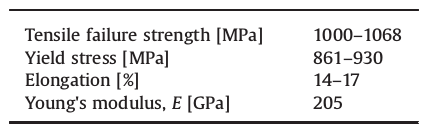 Tensile failure strength [MPa] 1000–1068
Yield stress [MPa] 861–930
Elongation [%] 14–17
Young's modulus, E [GPa] 205